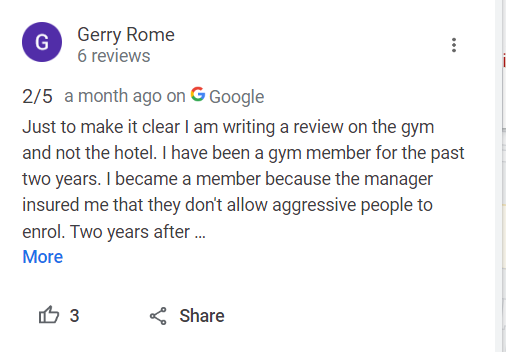 G
Gerry Rome
6 reviews
2/5 a month ago on Google
Just to make it clear I am writing a review on the gym
and not the hotel. I have been a gym member for the past
two years. I became a member because the manager
insured me that they don't allow aggressive people to
enrol. Two years after ...
More
3 Share